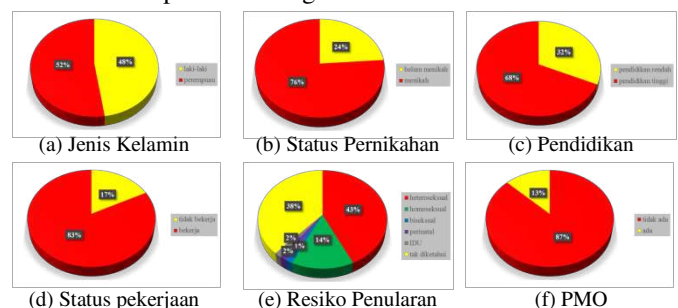 52%
48%
laki-laki
perempuan
(a) Jenis Kelamin
24%
76%
belum menikah
menikah
(b) Status Pernikahan
32%
68%
pendidikan rendah
pendidikan tinggi
(c) Pendidikan
17%
83%
tidak bekerja
bekerja
(d) Status pekerjaan
38%
43%
2%
1%
2%
14%
heteroseksual
homoseksual
biseksual
perinatal
IDU
tak diketahui
(e) Resiko Penularan
13%
87%
tidak ada
ada
(f) PMO